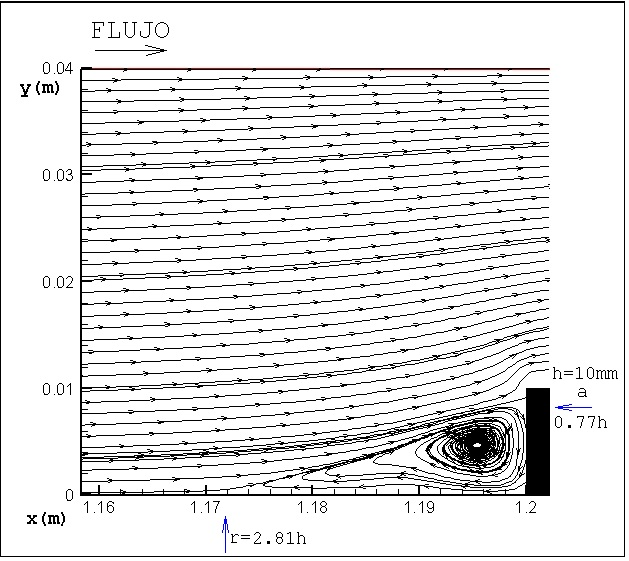 FLUJO
0.04
y(m)
0.03
0.02
0.01
h=10mm
a
0.77h
0
1.16 1.17 1.18 1.19 1.2
x(m)
r=2.81h